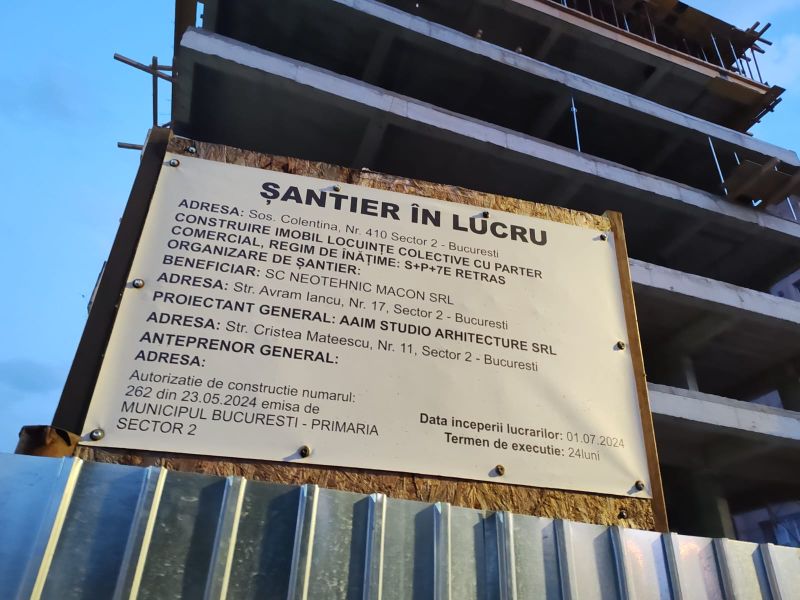 ȘANTIER ÎN LUCRU
ADRESA: Sos. Colentina, Nr. 410 Sector 2 - Bucuresti
CONSTRUIRE IMOBIL LOCUINȚE COLECTIVE CU PARTER
COMERCIAL, REGIM DE ÎNĂȚIME: S+P+7E RETRAS
ORGANIZARE DE ȘANTIER:
BENEFICIAR: SC NEOTEHNIC MACON SRL
ADRESA: Str. Avram Iancu, Nr. 17, Sector 2 - Bucuresti
PROIECTANT GENERAL: AAIM STUDIO ARHITECTURE SRL
ADRESA: Str. Cristea Mateescu, Nr. 11, Sector 2 - Bucuresti
ANTEPRENOR GENERAL:
ADRESA:
Autorizatie de constructie numarul:
262 din 23.05.2024 emisa de
MUNICIPUL BUCURESTI - PRIMARIA
SECTOR 2
Data inceperii lucrarilor: 01.07.2024
Termen de executie: 24luni